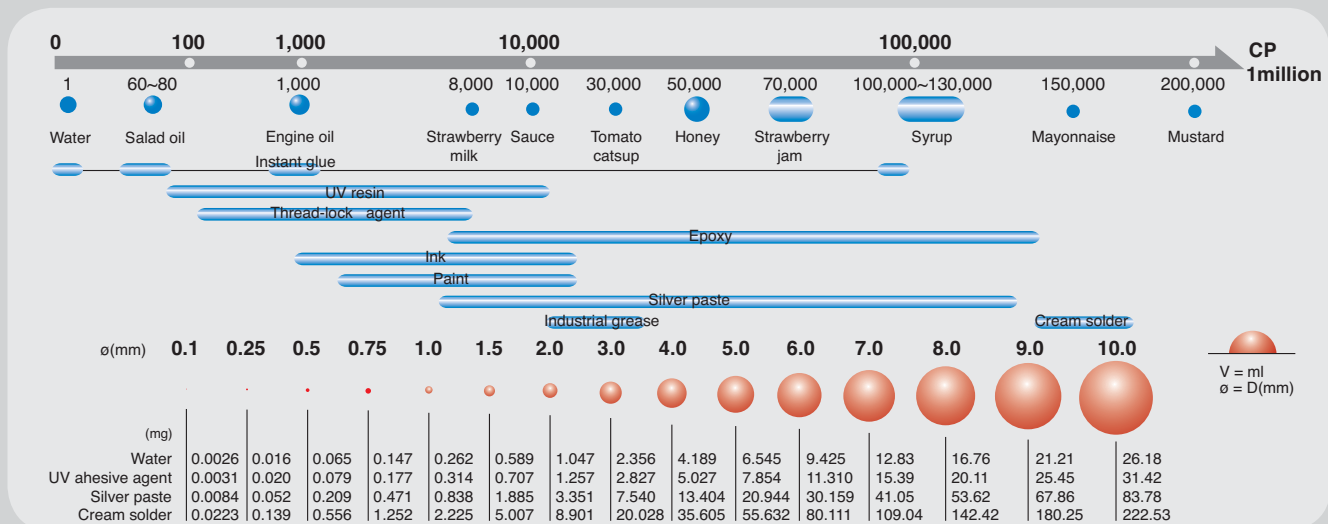 0 100 1,000 10,000 100,000 CP
1million
1 60~80 1,000 8,000 10,000 30,000 50,000 70,000 100,000~130,000 150,000 200,000
Water Salad oil Engine oil Strawberry Sauce Tomato Honey Strawberry Syrup Mayonnaise Mustard
milk catsup jam
Instant glue
UV resin
Thread-lock agent
Epoxy
Ink
Paint
Silver paste
Industrial grease Cream solder
ø(mm) 0.1 0.25 0.5 0.75 1.0 1.5 2.0 3.0 4.0 5.0 6.0 7.0 8.0 9.0 10.0
V = ml
ø = D(mm)
(mg)
Water 0.0026 0.016 0.065 0.147 0.262 0.589 1.047 2.356 4.189 6.545 9.425 12.83 16.76 21.21 26.18
UV ahesive agent 0.0031 0.020 0.079 0.177 0.314 0.707 1.257 2.827 5.027 7.854 11.310 15.39 20.11 25.45 31.42
Silver paste 0.0084 0.052 0.209 0.471 0.838 1.885 3.351 7.540 13.404 20.944 30.159 41.05 53.62 67.86 83.78
Cream solder 0.0223 0.139 0.556 1.252 2.225 5.007 8.901 20.028 35.605 55.632 80.111 109.04 142.42 180.25 222.53